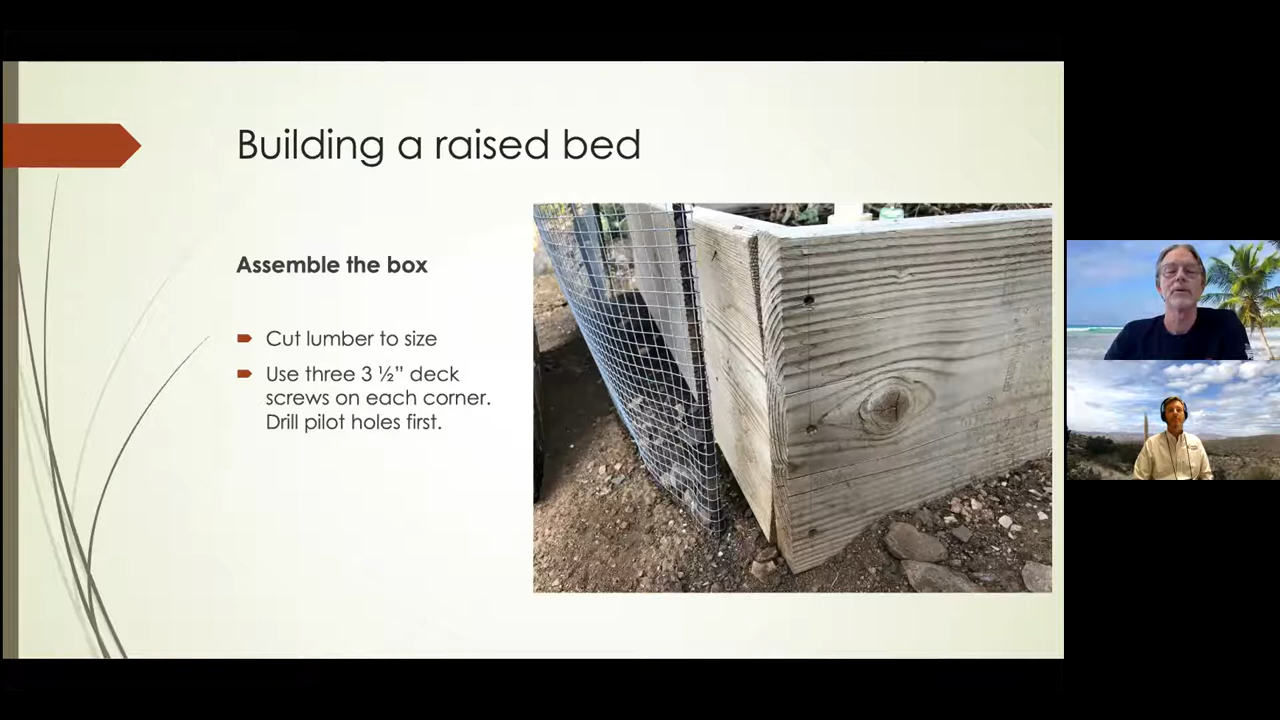 Building a raised bed
Assemble the box
Cut lumber to size
Use three 3 ½” deck
screws on each corner.
Drill pilot holes first.